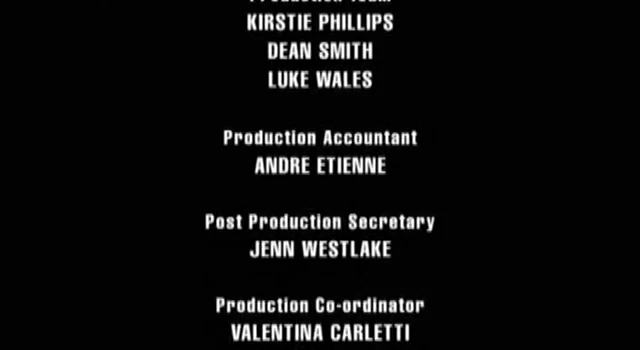 KIRSTIE PHILLIPS
DEAN SMITH
LUKE WALES
Production Accountant
ANDRE ETIENNE
Post Production Secretary
JENN WESTLAKE
Production Co-ordinator
VALENTINA CARLETTI